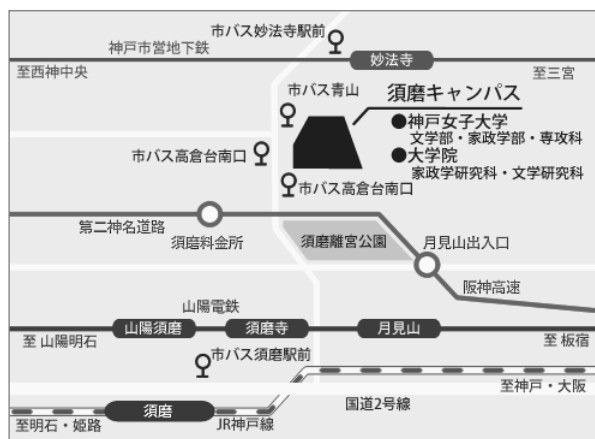 市バス妙法寺駅前
神戸市営地下鉄
妙法寺
至西神中央
至三宮
市バス青山
須磨キャンパス
●神戸女子大学
文学部・家政学部・専攻科
●大学院
家政学研究科・文学研究科
市バス高倉台南口
市バス高倉台南口
第二神名道路
須磨料金所
須磨離宮公園
月見山出入口
阪神高速
山陽電鉄
山陽須磨
須磨寺
月見山
至 山陽明石
至 板宿
市バス須磨駅前
至神戸・大阪
国道2号線
須磨
至明石・姫路
JR神戸線